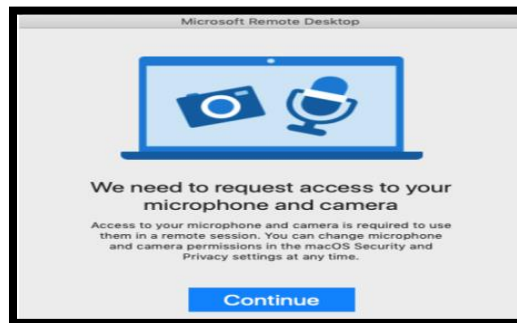 Microsoft Remote Desktop
We need to request access to your
microphone and camera
Access to your microphone and camera is required to use
them in a remote session. You can change microphone
and camera permissions in the macOS Security and
Privacy settings at any time.
Continue